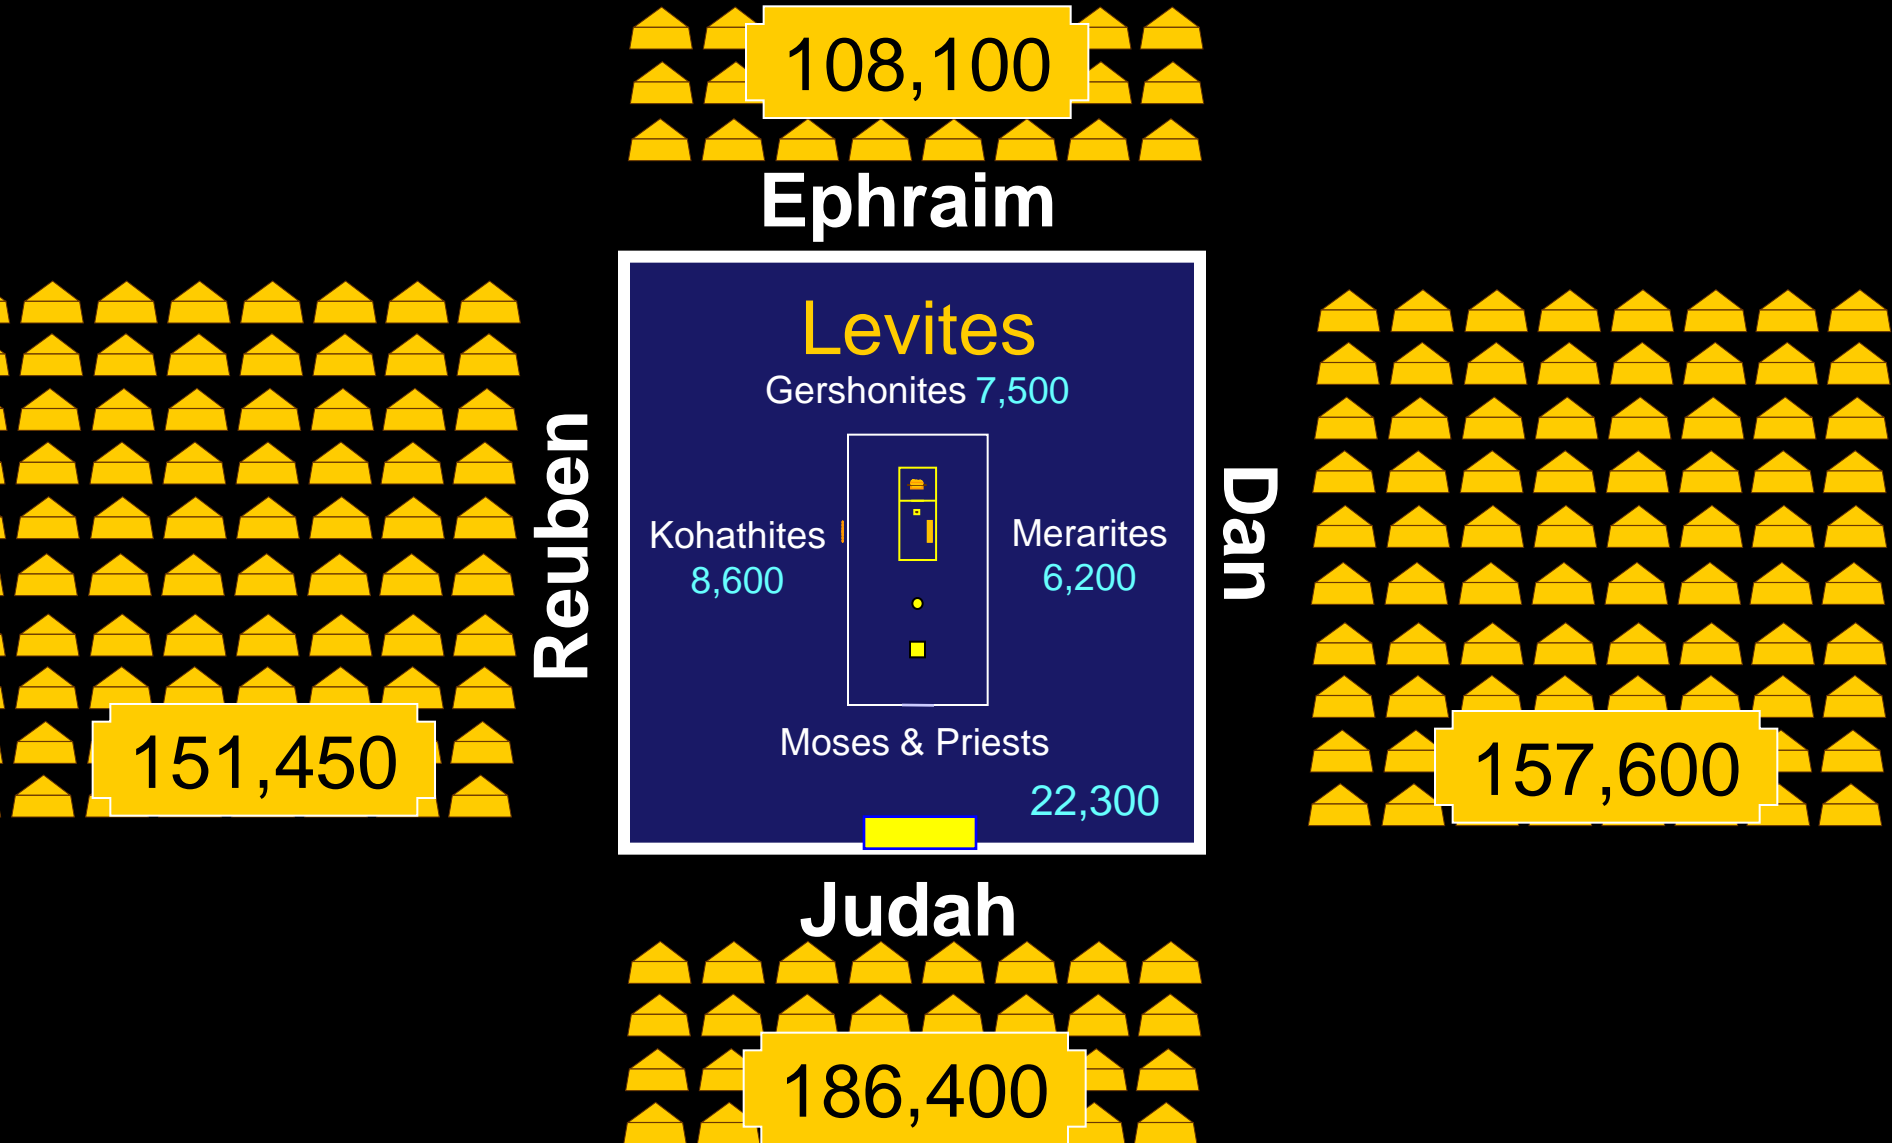 108,100
Ephraim
Levites
Gershonites 7,500
Reuben
Kohathites
8,600
Merarites
6,200
Dan
151,450
Moses & Priests
157,600
22,300
Judah
186,400